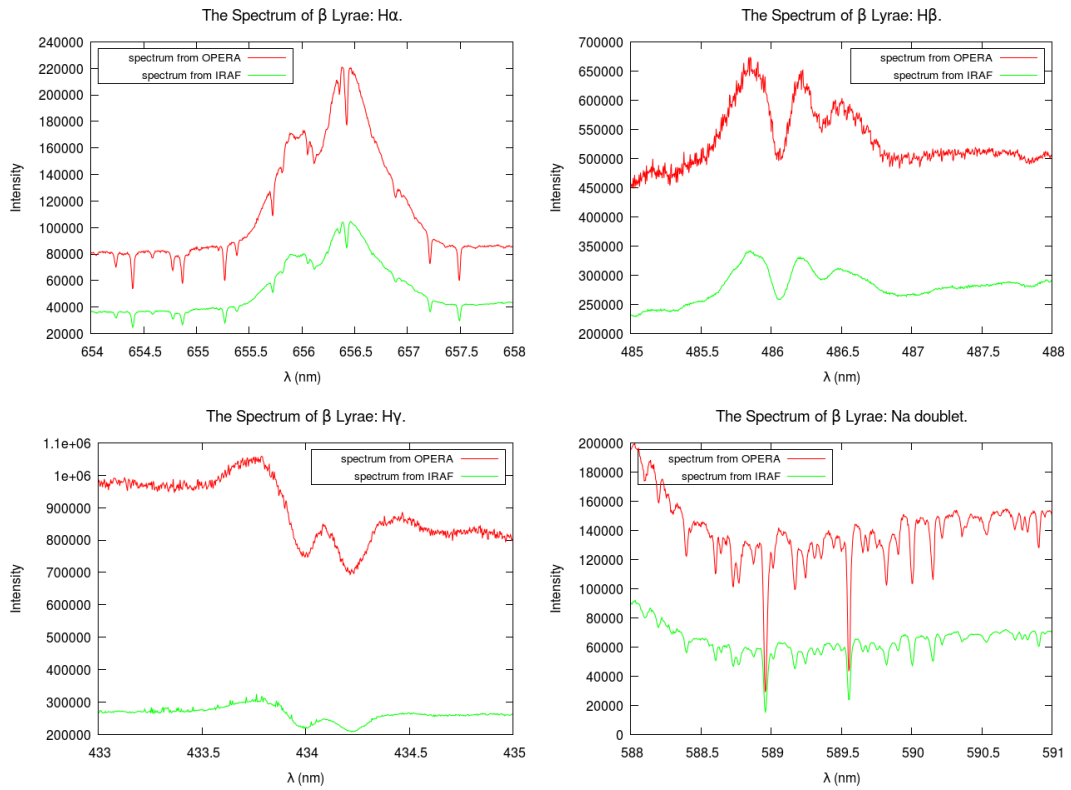 The Spectrum of β Lyrae: Hα.
spectrum from OPERA
spectrum from IRAF
Intensity
240000
220000
200000
180000
160000
140000
120000
100000
80000
60000
40000
20000
654 654.5 655 655.5 656 656.5 657 657.5 658
λ (nm)
The Spectrum of β Lyrae: Hβ.
spectrum from OPERA
spectrum from IRAF
Intensity
700000
650000
600000
550000
500000
450000
400000
350000
300000
250000
200000
485 485.5 486 486.5 487 487.5 488
λ (nm)
The Spectrum of β Lyrae: Hγ.
spectrum from OPERA
spectrum from IRAF
Intensity
1.1e+06
1e+06
900000
800000
700000
600000
500000
400000
300000
200000
433 433.5 434 434.5 435
λ (nm)
The Spectrum of β Lyrae: Na doublet.
spectrum from OPERA
spectrum from IRAF
Intensity
200000
180000
160000
140000
120000
100000
80000
60000
40000
20000
0
588 588.5 589 589.5 590 590.5 591
λ (nm)